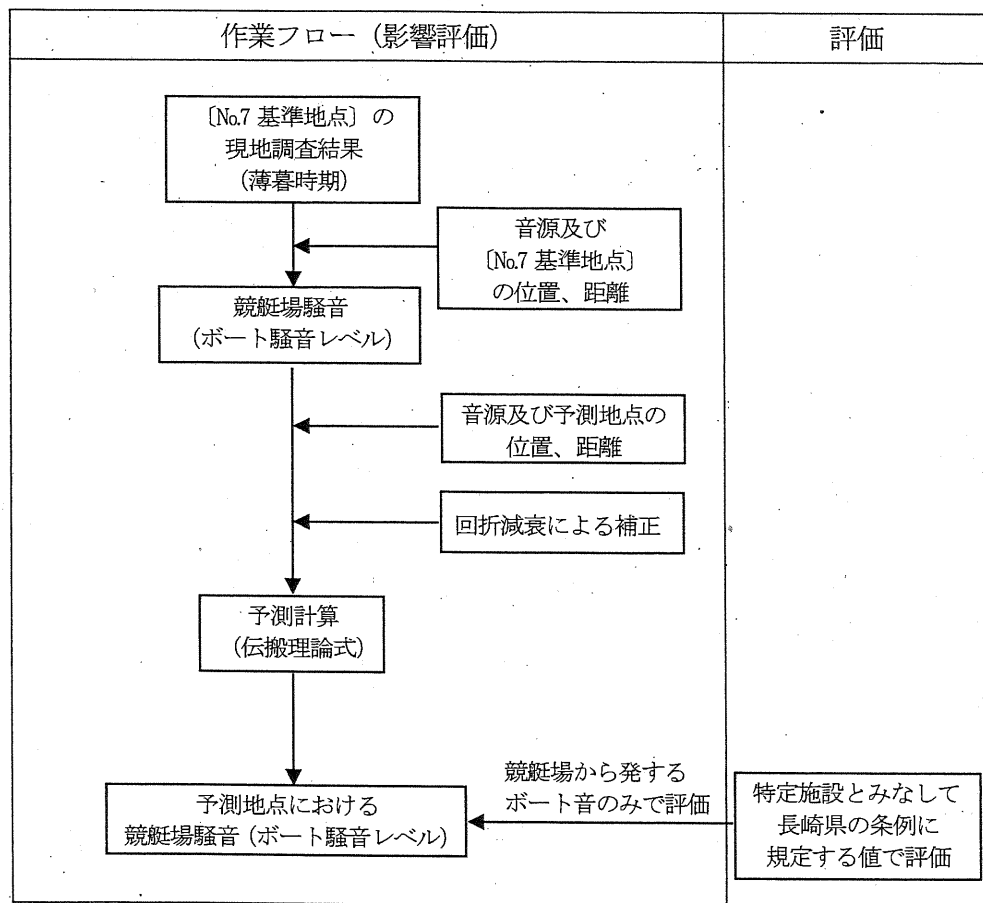 作業フロー（影響評価）
評価
〔No.7 基準地点〕の
現地調査結果
（薄暮時期）
音源及び
〔No.7 基準地点〕
の位置、距離
競艇場騒音
（ボート騒音レベル）
音源及び予測地点の
位置、距離
回折減衰による補正
予測計算
（伝搬理論式）
競艇場から発する
ボート音のみで評価
予測地点における
競艇場騒音（ボート騒音レベル）
特定施設とみなして
長崎県の条例に
規定する値で評価